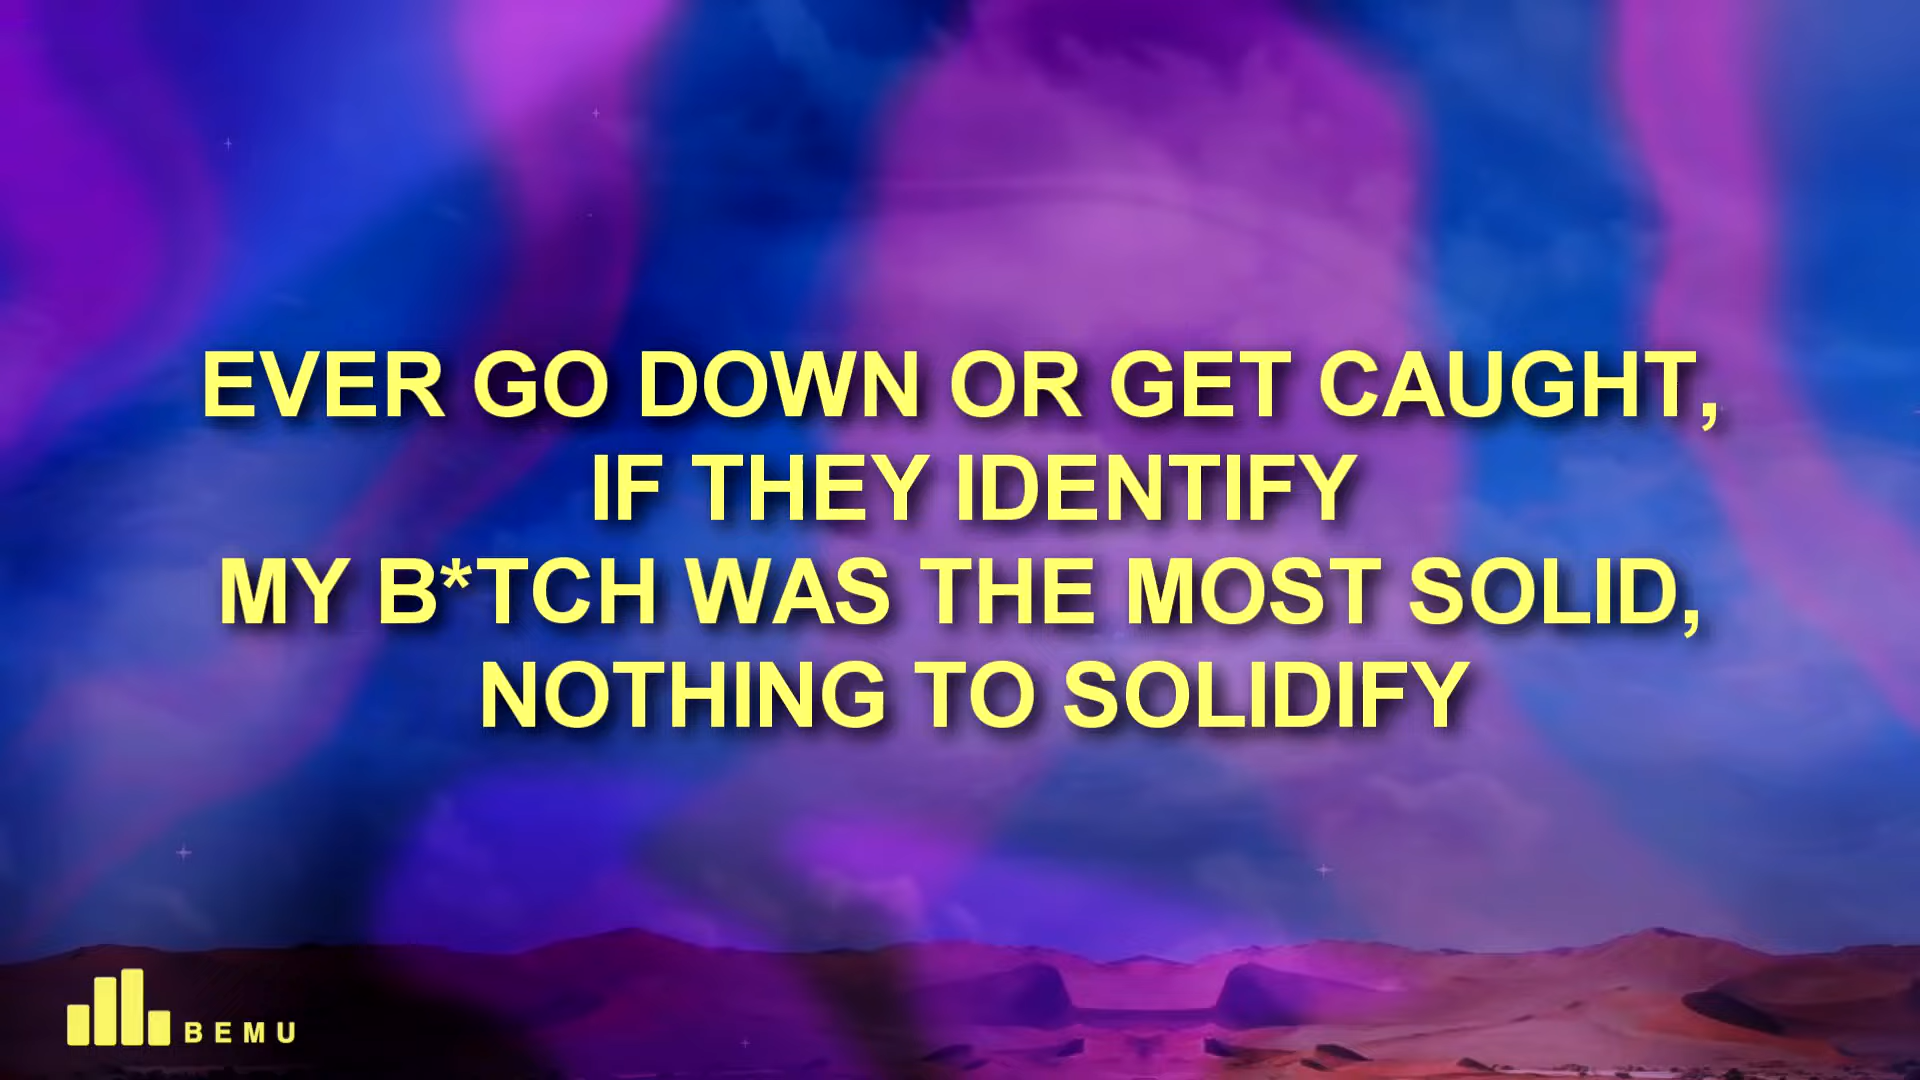 EVER GO DOWN OR GET CAUGHT,
IF THEY IDENTIFY
MY B*TCH WAS THE MOST SOLID,
NOTHING TO SOLIDIFY
BEMU